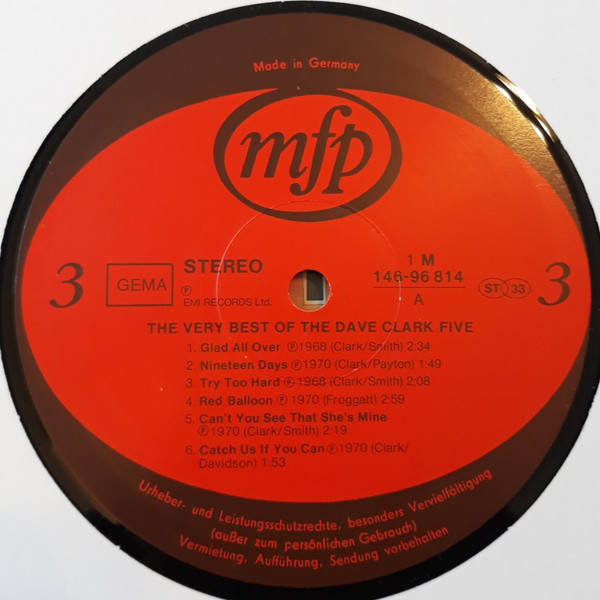 Made in Germany
mfp
3
GEMA
STEREO
℗
EMI RECORDS Ltd.
1 M
146-96 814
A
ST 33
3
THE VERY BEST OF THE DAVE CLARK FIVE
1. Glad All Over ℗1968 (Clark/Smith) 2:34
2. Nineteen Days ℗1970 (Clark/Payton) 1:49
3. Try Too Hard ℗1968 (Clark/Smith) 2:08
4. Red Balloon ℗1970 (Froggatt) 2:59
5. Can't You See That She's Mine
℗1970 (Clark/Smith) 2:19
6. Catch Us If You Can ℗1970 (Clark/
Davidson) 1:53
Urheber- und Leistungsschutzrechte, besonders Vervielfältigung
(außer zum persönlichen Gebrauch)
Vermietung, Aufführung, Sendung vorbehalten